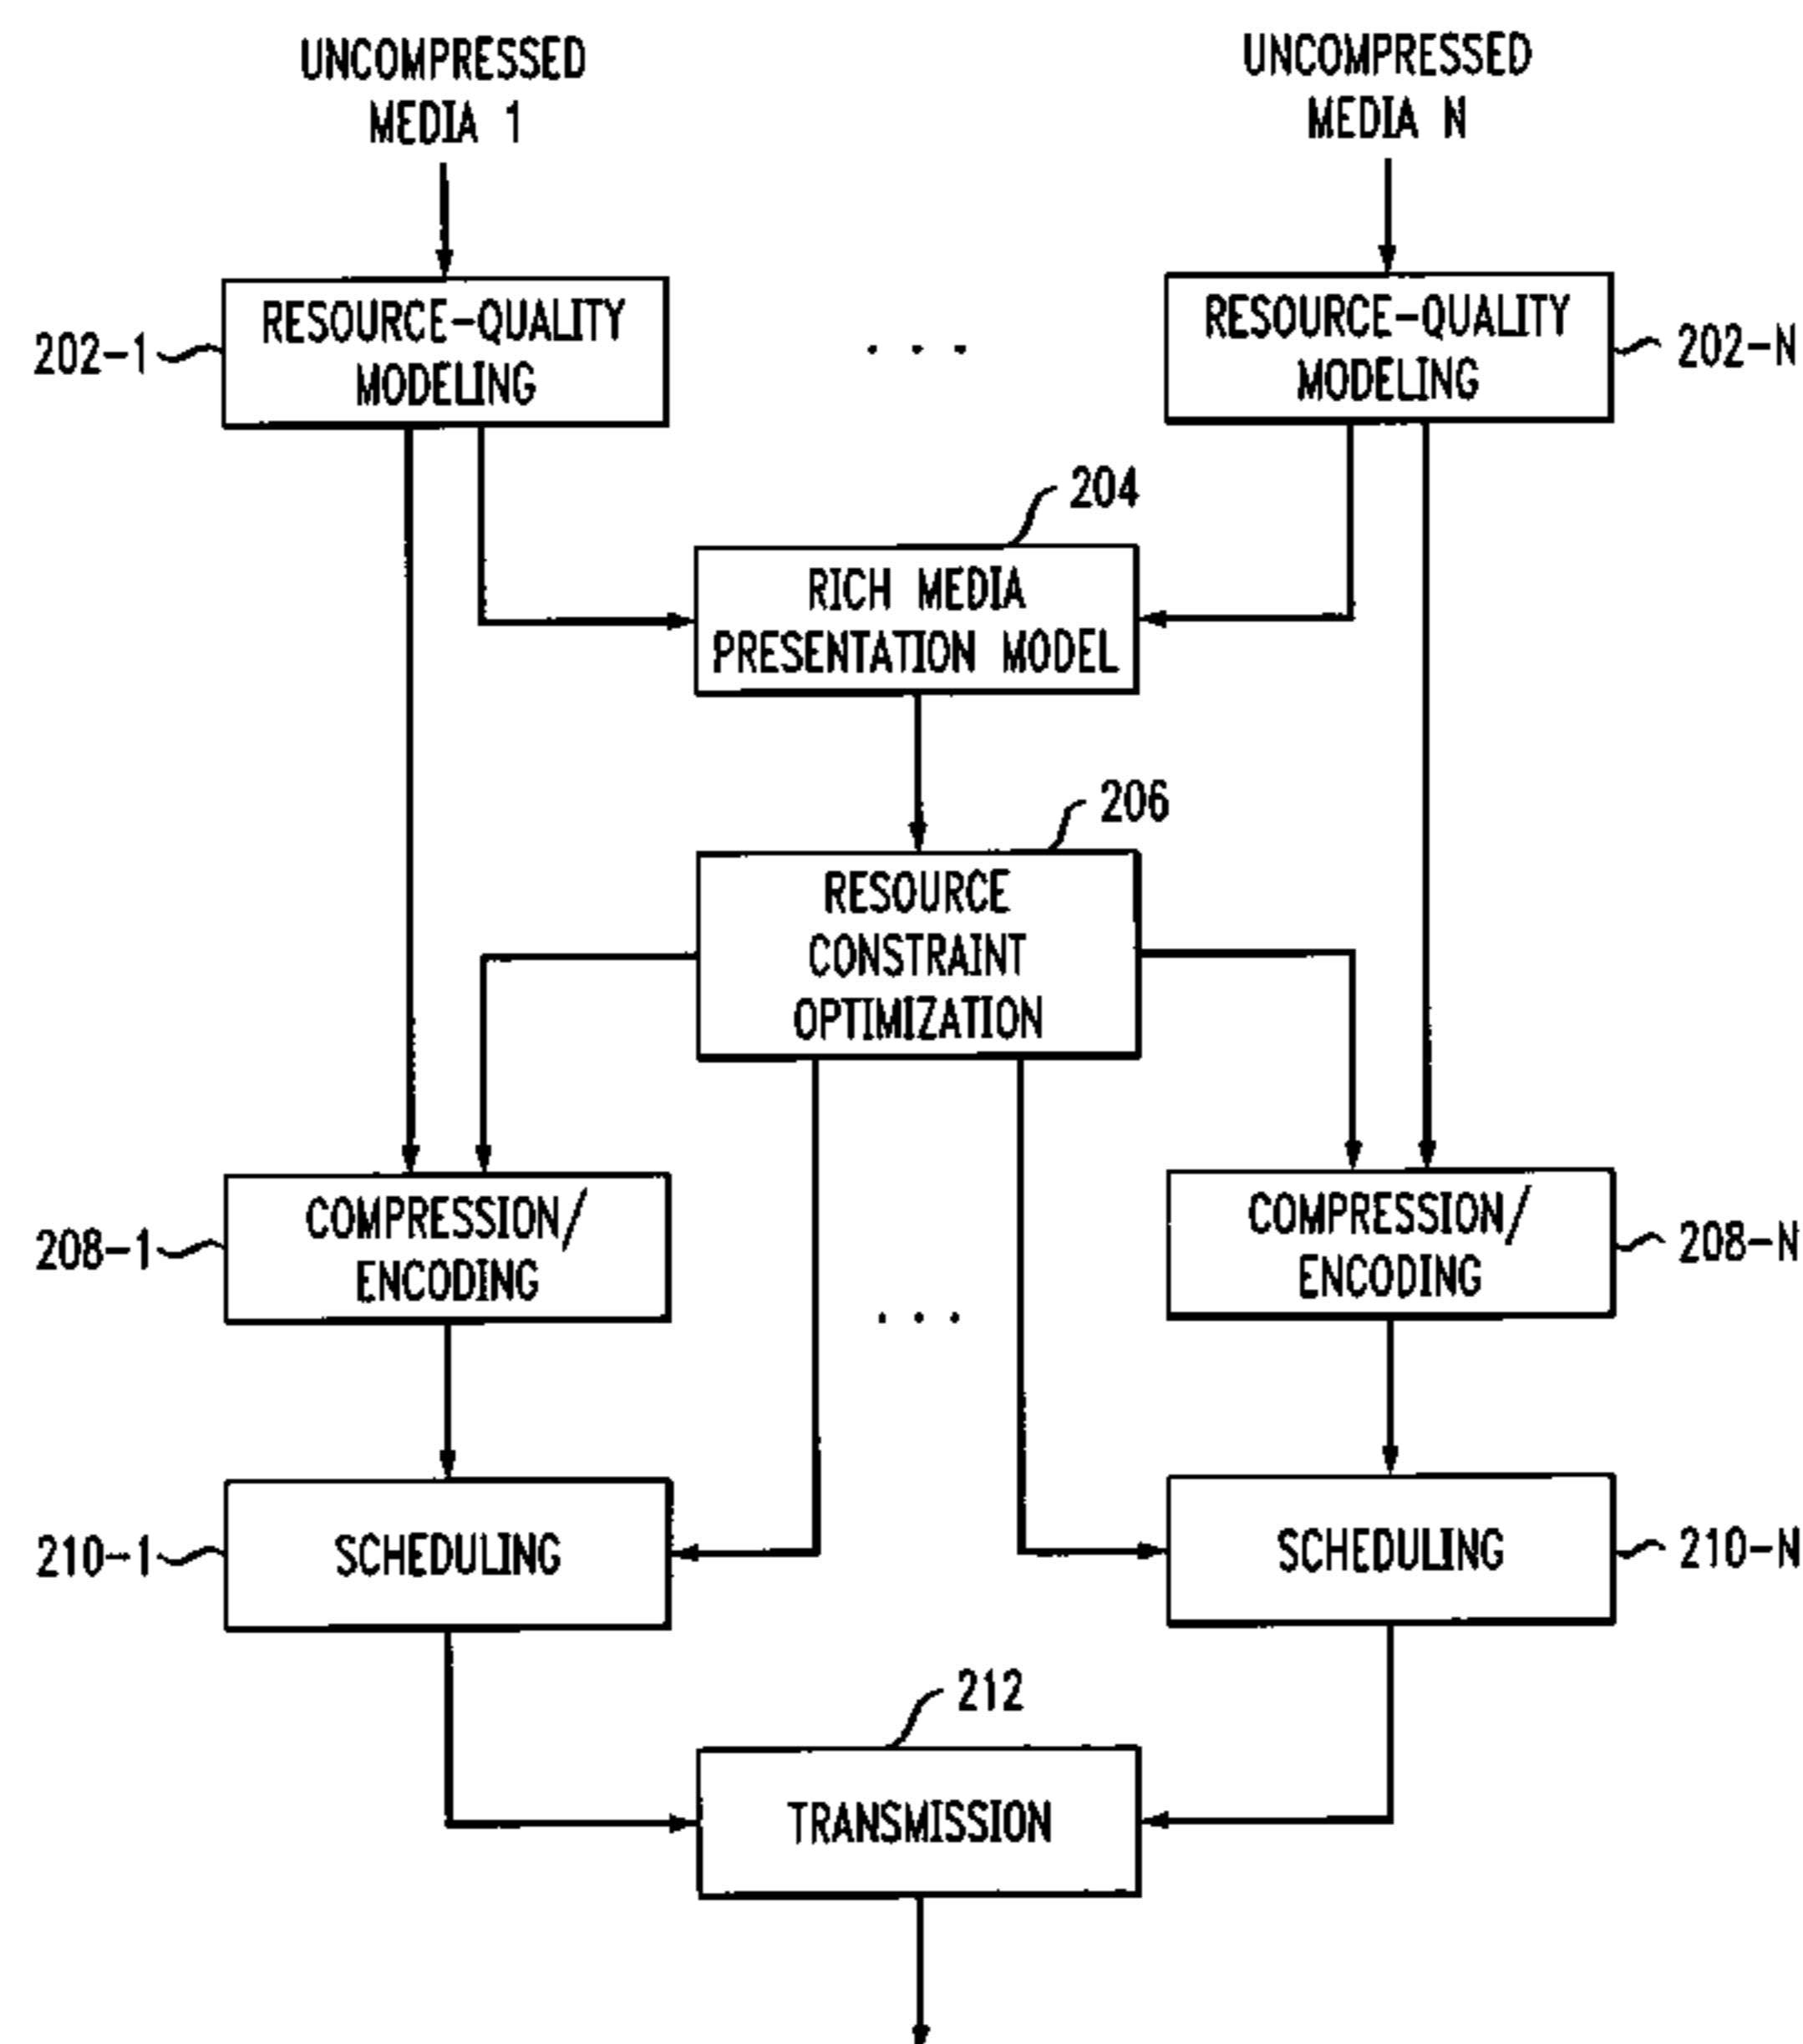 UNCOMPRESSED
MEDIA 1
UNCOMPRESSED
MEDIA N
202-1
RESOURCE-QUALITY
MODELING
. . .
RESOURCE-QUALITY
MODELING
202-N
204
RICH MEDIA
PRESENTATION MODEL
206
RESOURCE
CONSTRAINT
OPTIMIZATION
208-1
COMPRESSION/
ENCODING
. . .
COMPRESSION/
ENCODING
208-N
210-1
SCHEDULING
SCHEDULING
210-N
212
TRANSMISSION